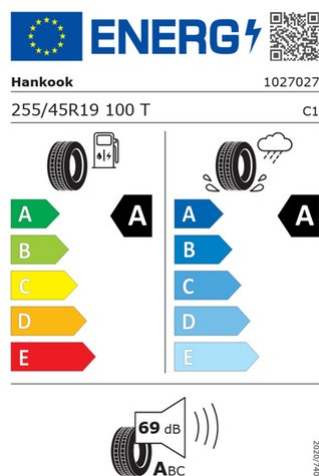 ENERG
Hankook 1027027
255/45R19 100 T C1
A A A A
B B
C C
D D
E E
69 dB
ABC
2020/740